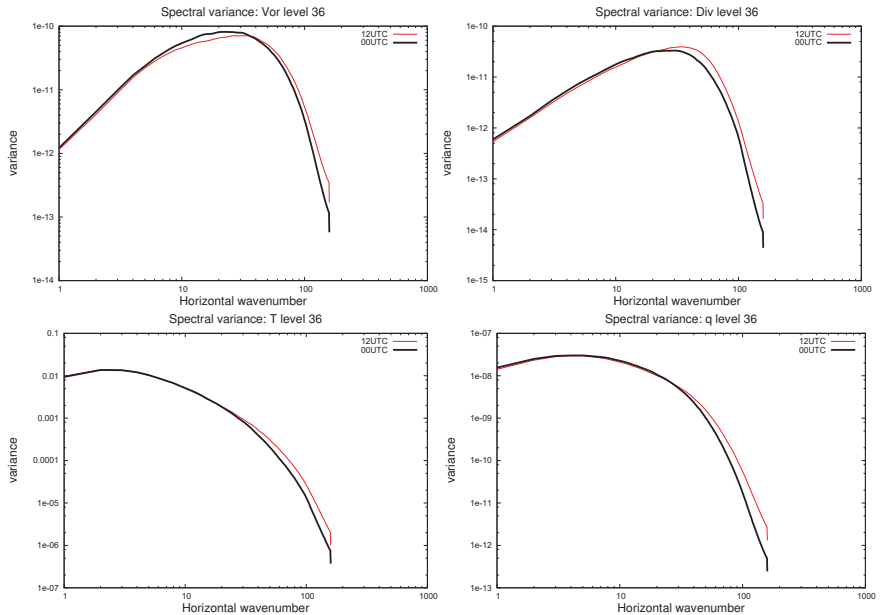 Spectral variance: Vor level 36
variance
1e-10
1e-11
1e-12
1e-13
1e-14
12UTC
00UTC
1
10
100
1000
Horizontal wavenumber
Spectral variance: Div level 36
variance
1e-10
1e-11
1e-12
1e-13
1e-14
1e-15
12UTC
00UTC
1
10
100
1000
Horizontal wavenumber
Spectral variance: T level 36
variance
0.1
0.01
0.001
0.0001
1e-05
1e-06
1e-07
12UTC
00UTC
1
10
100
1000
Horizontal wavenumber
Spectral variance: q level 36
variance
1e-07
1e-08
1e-09
1e-10
1e-11
1e-12
1e-13
12UTC
00UTC
1
10
100
1000
Horizontal wavenumber